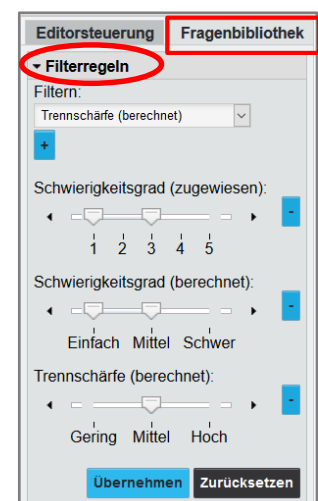 Editorsteuerung Fragenbibliothek
Filterregeln
Filtern:
Trennschärfe (berechnet)
+
Schwierigkeitsgrad (zugewiesen):
-
1 2 3 4 5
Schwierigkeitsgrad (berechnet):
-
Einfach Mittel Schwer
Trennschärfe (berechnet):
-
Gering Mittel Hoch
Übernehmen Zurücksetzen